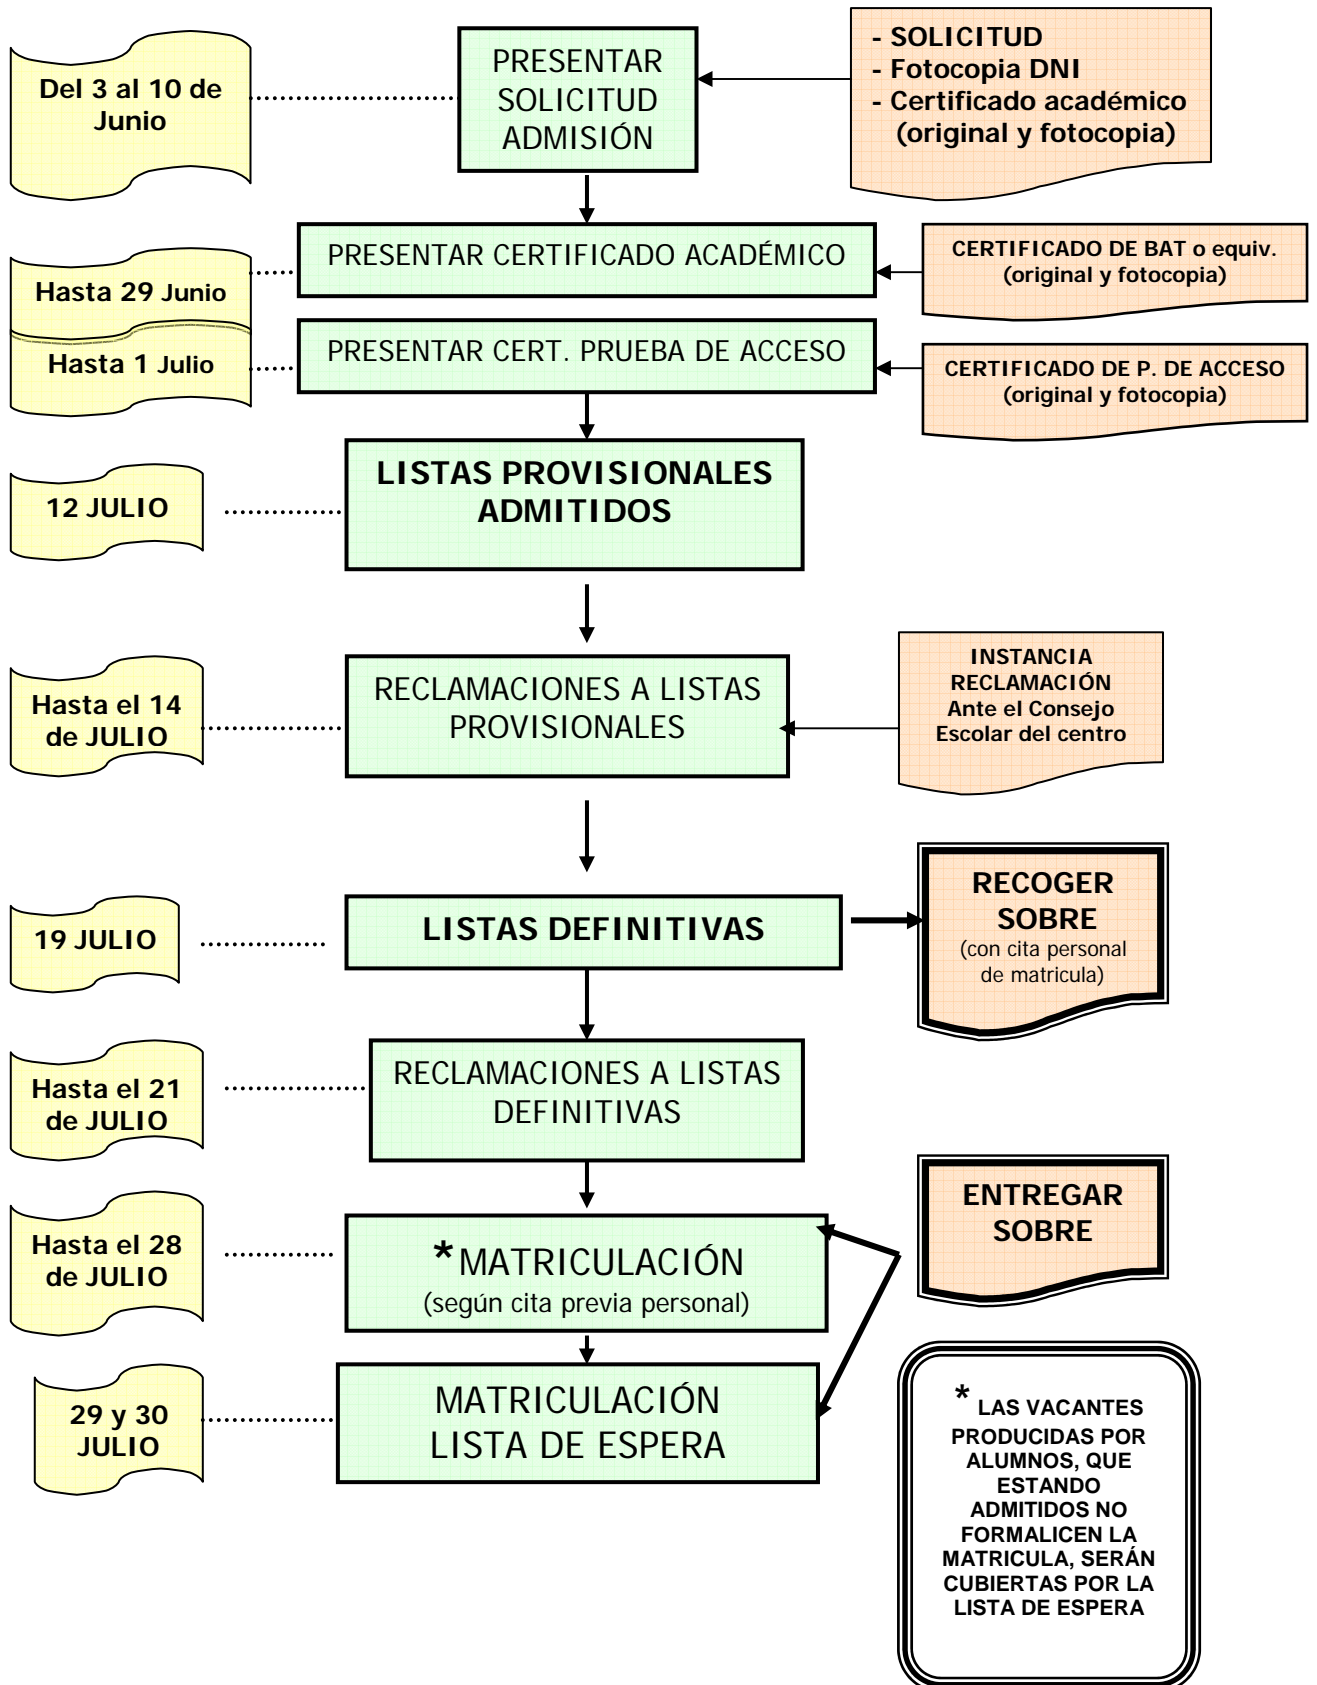 Del 3 al 10 de
Junio
PRESENTAR
SOLICITUD
ADMISIÓN
- SOLICITUD
- Fotocopia DNI
- Certificado académico
(original y fotocopia)
Hasta 29 Junio
PRESENTAR CERTIFICADO ACADÉMICO
CERTIFICADO DE BAT o equiv.
(original y fotocopia)
Hasta 1 Julio
PRESENTAR CERT. PRUEBA DE ACCESO
CERTIFICADO DE P. DE ACCESO
(original y fotocopia)
12 JULIO
LISTAS PROVISIONALES
ADMITIDOS
Hasta el 14
de JULIO
RECLAMACIONES A LISTAS
PROVISIONALES
INSTANCIA
RECLAMACIÓN
Ante el Consejo
Escolar del centro
19 JULIO
LISTAS DEFINITIVAS
RECOGER
SOBRE
(con cita personal
de matricula)
Hasta el 21
de JULIO
RECLAMACIONES A LISTAS
DEFINITIVAS
Hasta el 28
de JULIO
*MATRICULACIÓN
(según cita previa personal)
ENTREGAR
SOBRE
29 y 30
JULIO
MATRICULACIÓN
LISTA DE ESPERA
* LAS VACANTES
PRODUCIDAS POR
ALUMNOS, QUE
ESTANDO
ADMITIDOS NO
FORMALICEN LA
MATRICULA, SERÁN
CUBIERTAS POR LA
LISTA DE ESPERA